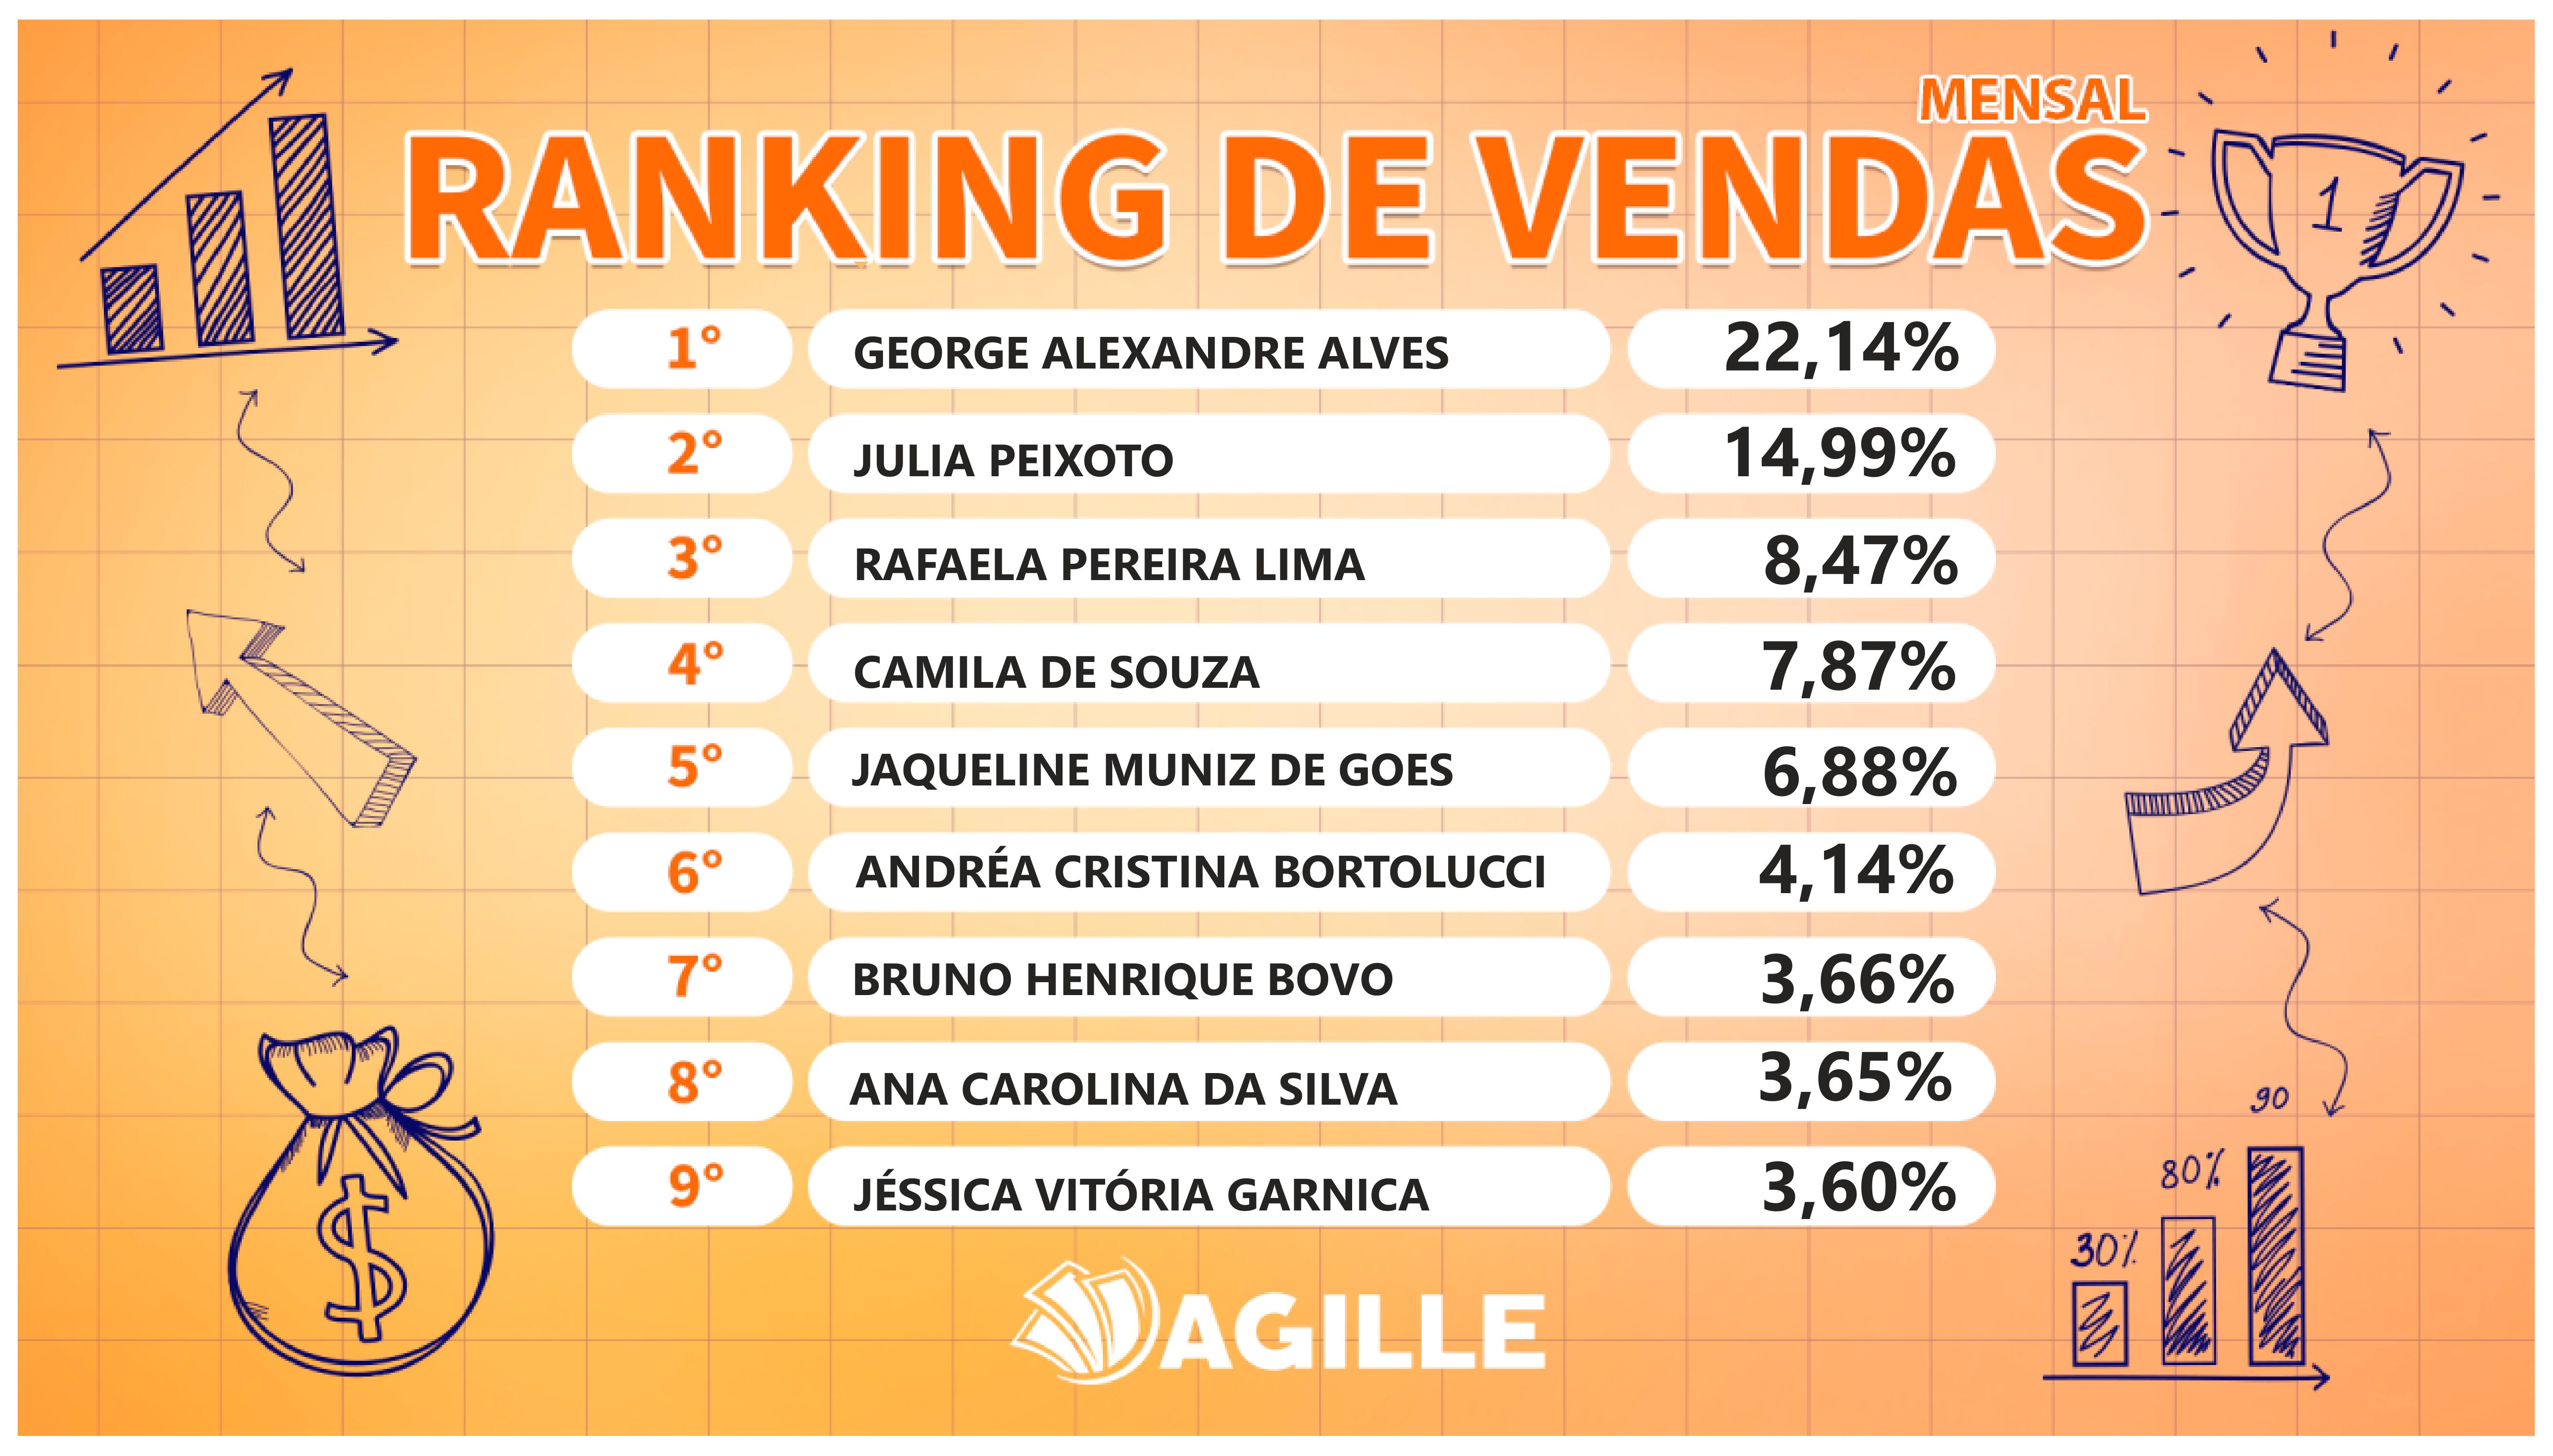 MENSAL
RANKING DE VENDAS
1
1° GEORGE ALEXANDRE ALVES 22,14%
2° JULIA PEIXOTO 14,99%
3° RAFAELA PEREIRA LIMA 8,47%
4° CAMILA DE SOUZA 7,87%
5° JAQUELINE MUNIZ DE GOES 6,88%
6° ANDRÉA CRISTINA BORTOLUCCI 4,14%
7° BRUNO HENRIQUE BOVO 3,66%
8° ANA CAROLINA DA SILVA 3,65%
9° JÉSSICA VITÓRIA GARNICA 3,60%
90
80%
30%
$
AGILLE